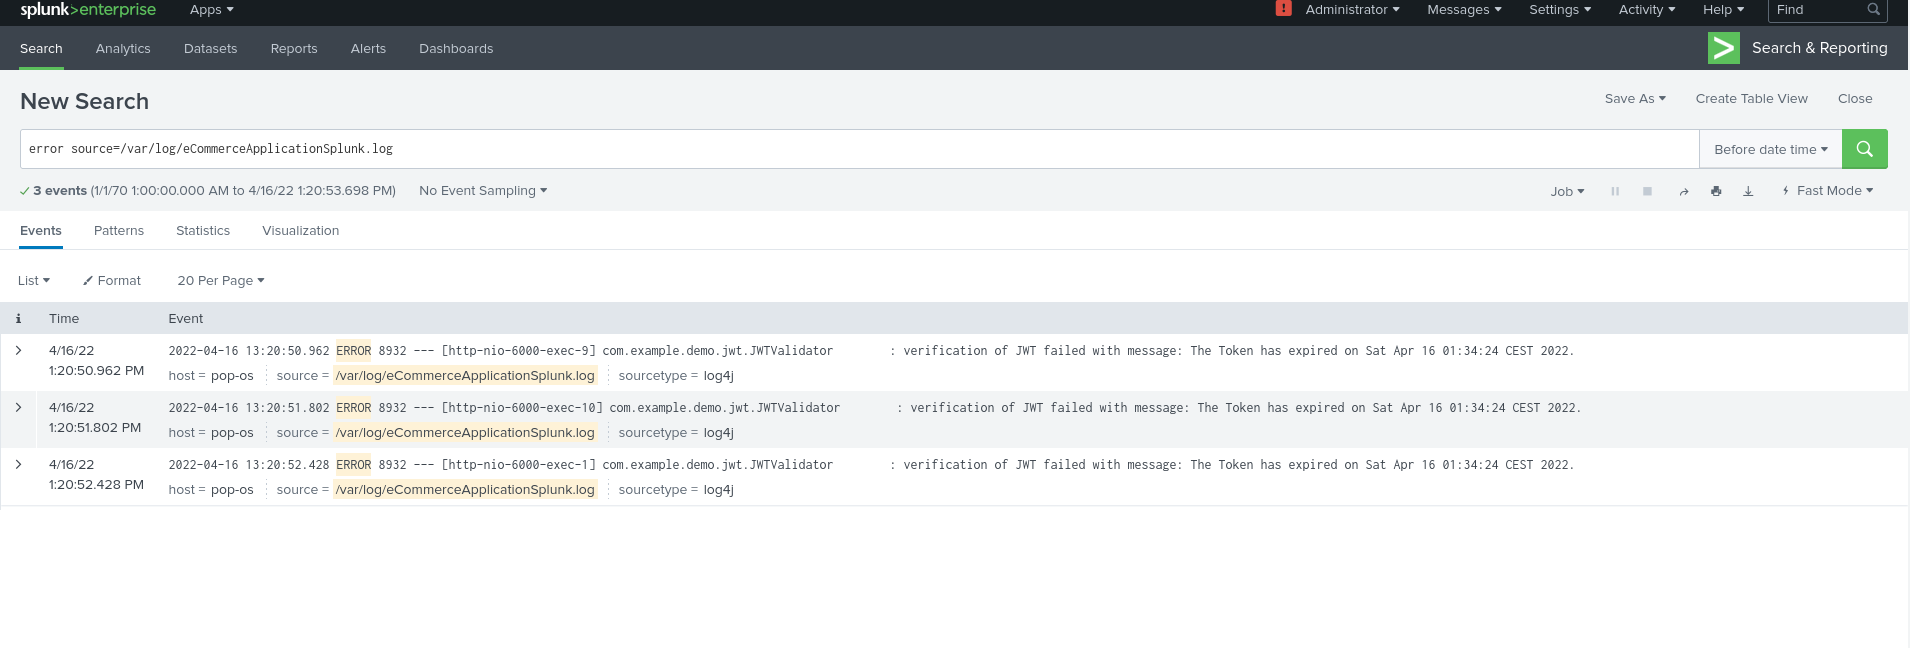 splunk>enterprise Apps ! Administrator Messages Settings Activity Help Find
Search Analytics Datasets Reports Alerts Dashboards > Search & Reporting
New Search Save As Create Table View Close
error source=/var/log/eCommerceApplicationSplunk.log Before date time
3 events (1/1/70 1:00:00.000 AM to 4/16/22 1:20:53.698 PM) No Event Sampling Job Fast Mode
Events Patterns Statistics Visualization
List Format 20 Per Page
i Time Event
4/16/22 2022-04-16 13:20:50.962 ERROR 8932 --- [http-nio-6000-exec-9] com.example.demo.jwt.JWTValidator : verification of JWT failed with message: The Token has expired on Sat Apr 16 01:34:24 CEST 2022.
1:20:50.962 PM host = pop-os source = /var/log/eCommerceApplicationSplunk.log sourcetype = log4j
4/16/22 2022-04-16 13:20:51.802 ERROR 8932 --- [http-nio-6000-exec-10] com.example.demo.jwt.JWTValidator : verification of JWT failed with message: The Token has expired on Sat Apr 16 01:34:24 CEST 2022.
1:20:51.802 PM host = pop-os source = /var/log/eCommerceApplicationSplunk.log sourcetype = log4j
4/16/22 2022-04-16 13:20:52.428 ERROR 8932 --- [http-nio-6000-exec-1] com.example.demo.jwt.JWTValidator : verification of JWT failed with message: The Token has expired on Sat Apr 16 01:34:24 CEST 2022.
1:20:52.428 PM host = pop-os source = /var/log/eCommerceApplicationSplunk.log sourcetype = log4j